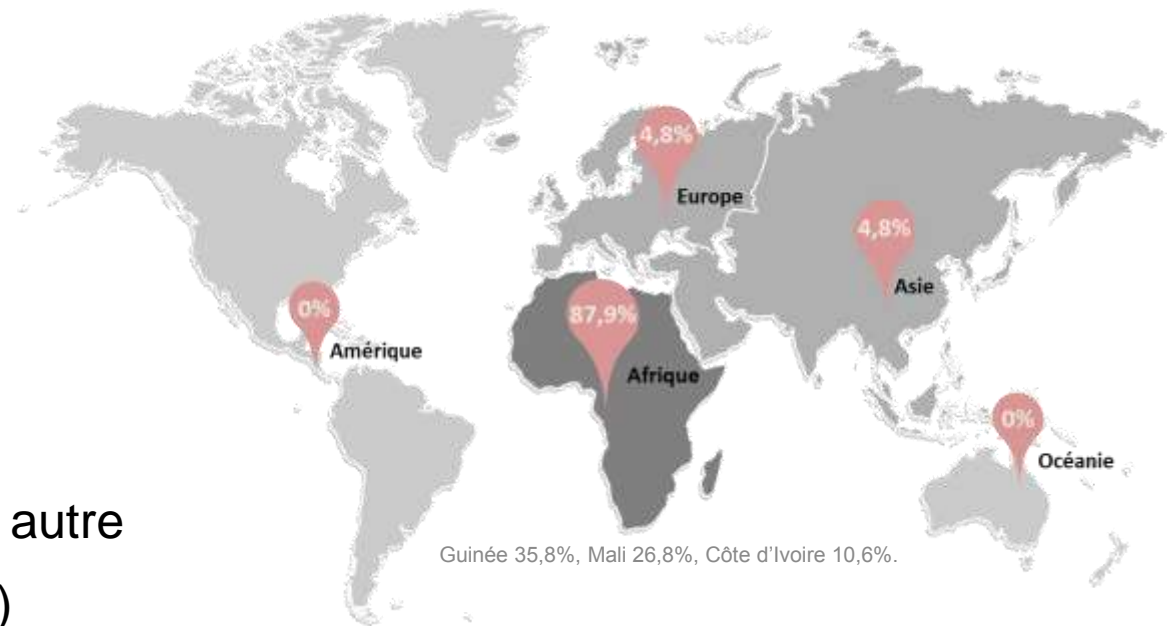 4,8%
Europe
4,8%
Asie
0%
Amérique
87,9%
Afrique
0%
Océanie
autre
Guinée 35,8%, Mali 26,8%, Côte d'Ivoire 10,6%.
)